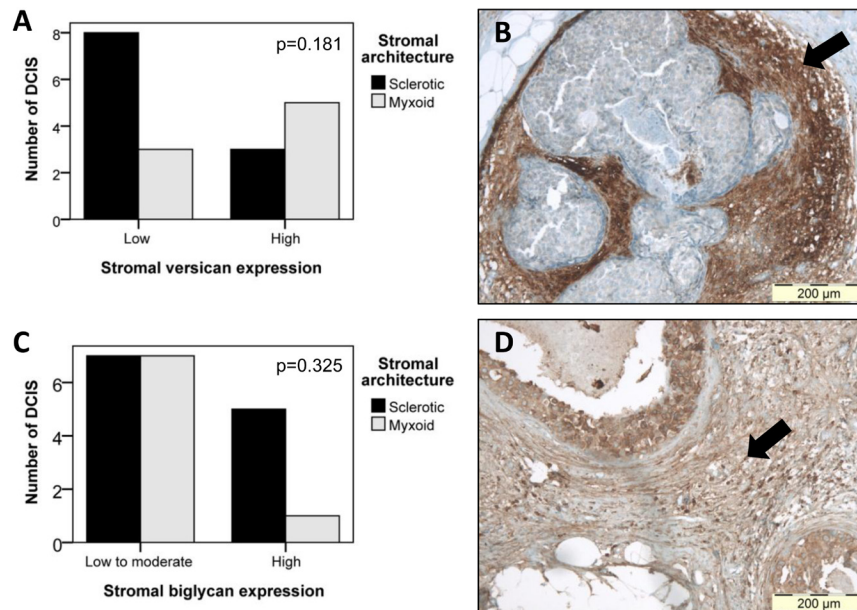 A
Number of DCIS
8
6
4
2
0
p=0.181
Low
High
Stromal versican expression
Stromal
architecture
Sclerotic
Myxoid
B
200 µm
C
Number of DCIS
6
4
2
0
p=0.325
Low to moderate
High
Stromal biglycan expression
Stromal
architecture
Sclerotic
Myxoid
D
200 µm